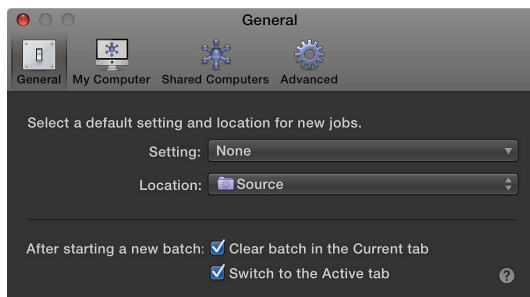 General
General My Computer Shared Computers Advanced
Select a default setting and location for new jobs.
Setting: None
Location: Source
After starting a new batch: Clear batch in the Current tab
Switch to the Active tab
?